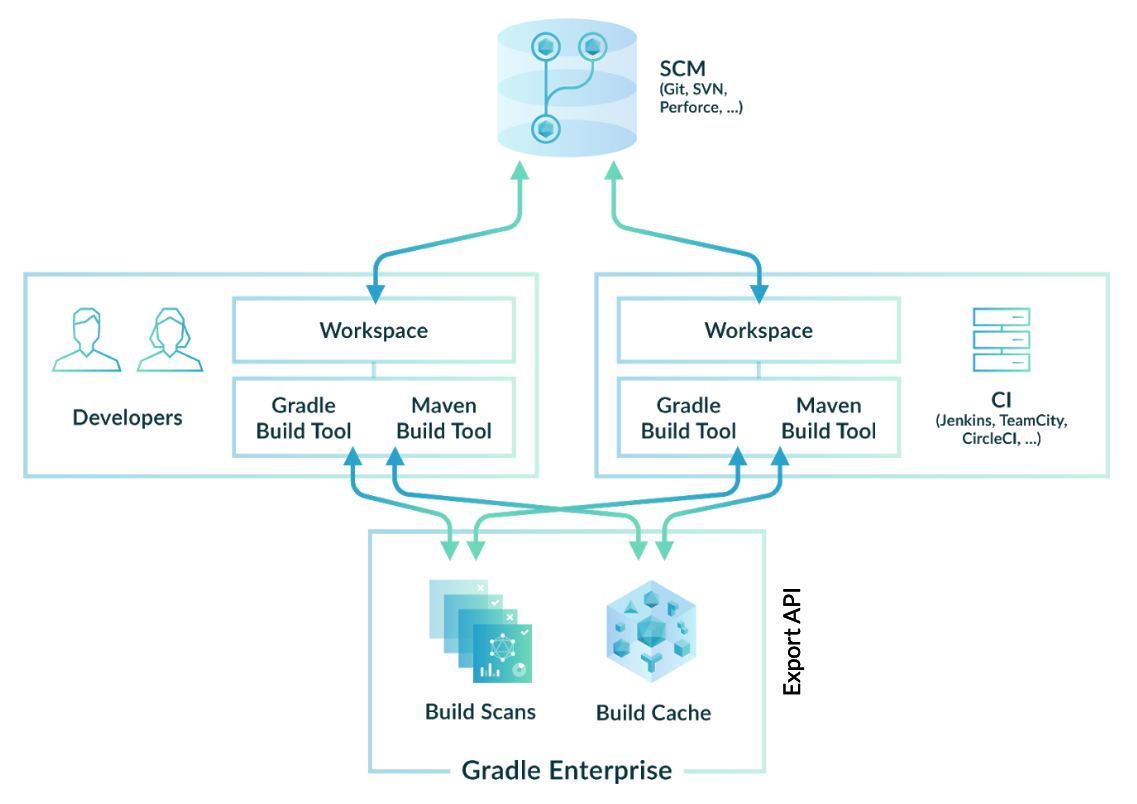 SCM
(Git, SVN,
Perforce, ...)
Workspace
Developers
Gradle
Build Tool
Maven
Build Tool
Workspace
Gradle
Build Tool
Maven
Build Tool
CI
(Jenkins, TeamCity,
CircleCI, ...)
Build Scans
Build Cache
Export API
Gradle Enterprise